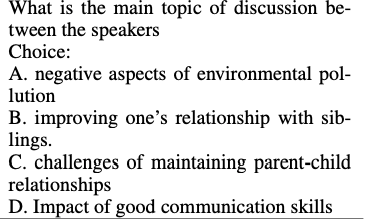 What is the main topic of discussion be-
tween the speakers
Choice:
A. negative aspects of environmental pol-
lution
B. improving one's relationship with sib-
lings.
C. challenges of maintaining parent-child
relationships
D. Impact of good communication skills